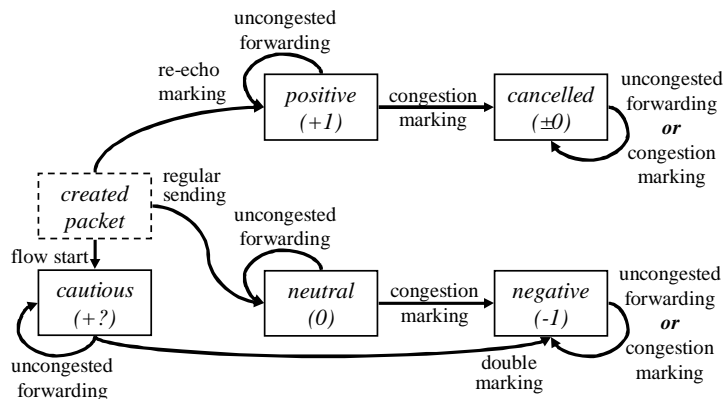 uncongested
forwarding
re-echo
marking
positive
(+1)
congestion
marking
cancelled
(±0)
uncongested
forwarding
or
congestion
marking
created
packet
regular
sending
uncongested
forwarding
flow start
cautious
(+?)
neutral
(0)
congestion
marking
negative
(-1)
uncongested
forwarding
or
congestion
marking
uncongested
forwarding
double
marking